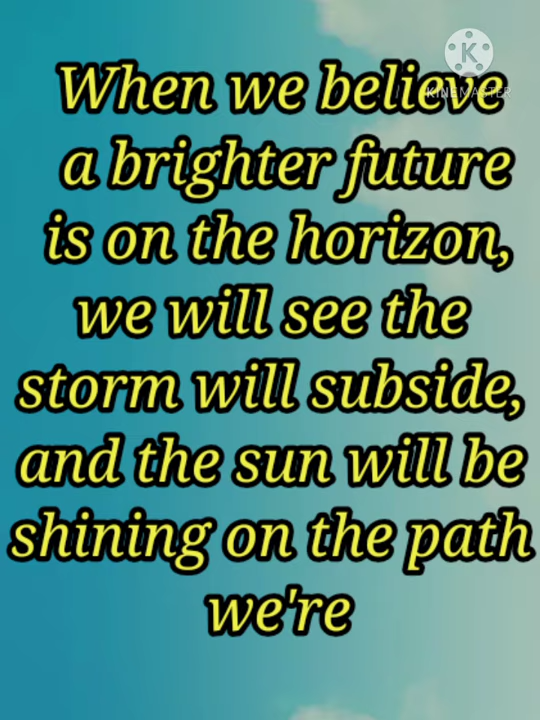 K
KINEMASTER
When we believe
a brighter future
is on the horizon,
we will see the
storm will subside,
and the sun will be
shining on the path
we're